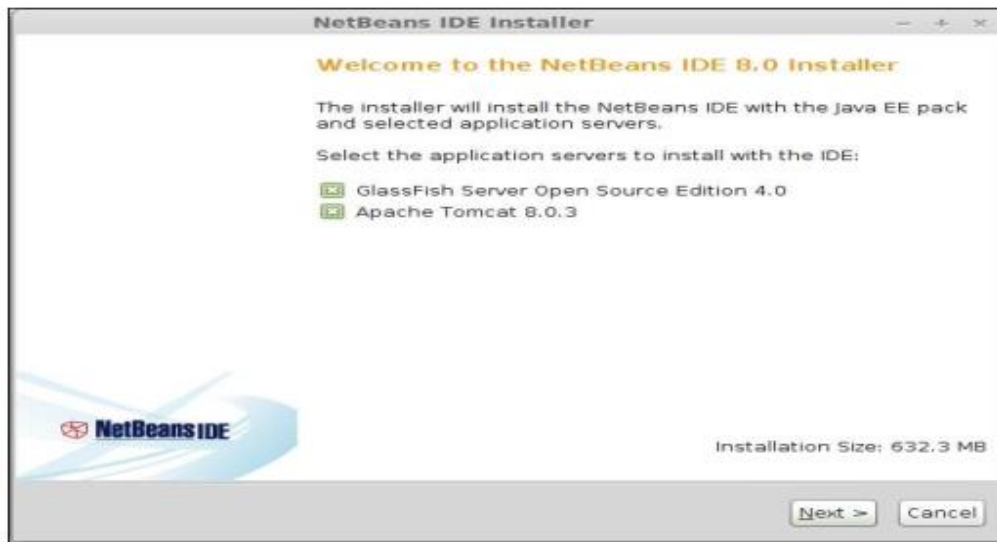 NetBeans IDE Installer
Welcome to the NetBeans IDE 8.0 Installer
The installer will install the NetBeans IDE with the Java EE pack
and selected application servers.
Select the application servers to install with the IDE:
GlassFish Server Open Source Edition 4.0
Apache Tomcat 8.0.3
NetBeans IDE
Installation Size: 632.3 MB
Next >
Cancel